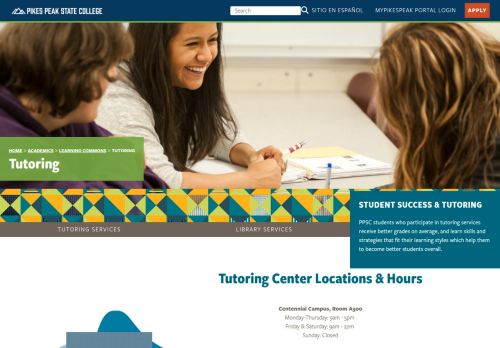 PIKES PEAK STATE COLLEGE
Search
SITIO EN ESPAÑOL
MYPIKESPEAK PORTAL LOGIN
APPLY
HOME > ACADEMICS > LEARNING COMMONS > TUTORING
Tutoring
TUTORING SERVICES
LIBRARY SERVICES
STUDENT SUCCESS & TUTORING
PPSC students who participate in tutoring services
receive better grades on average, and learn skills and
strategies that fit their learning styles which help them
to become better students overall.
Tutoring Center Locations & Hours
Centennial Campus, Room A300
Monday-Thursday: 9am - 5pm
Friday & Saturday: 9am - 2pm
Sunday: Closed